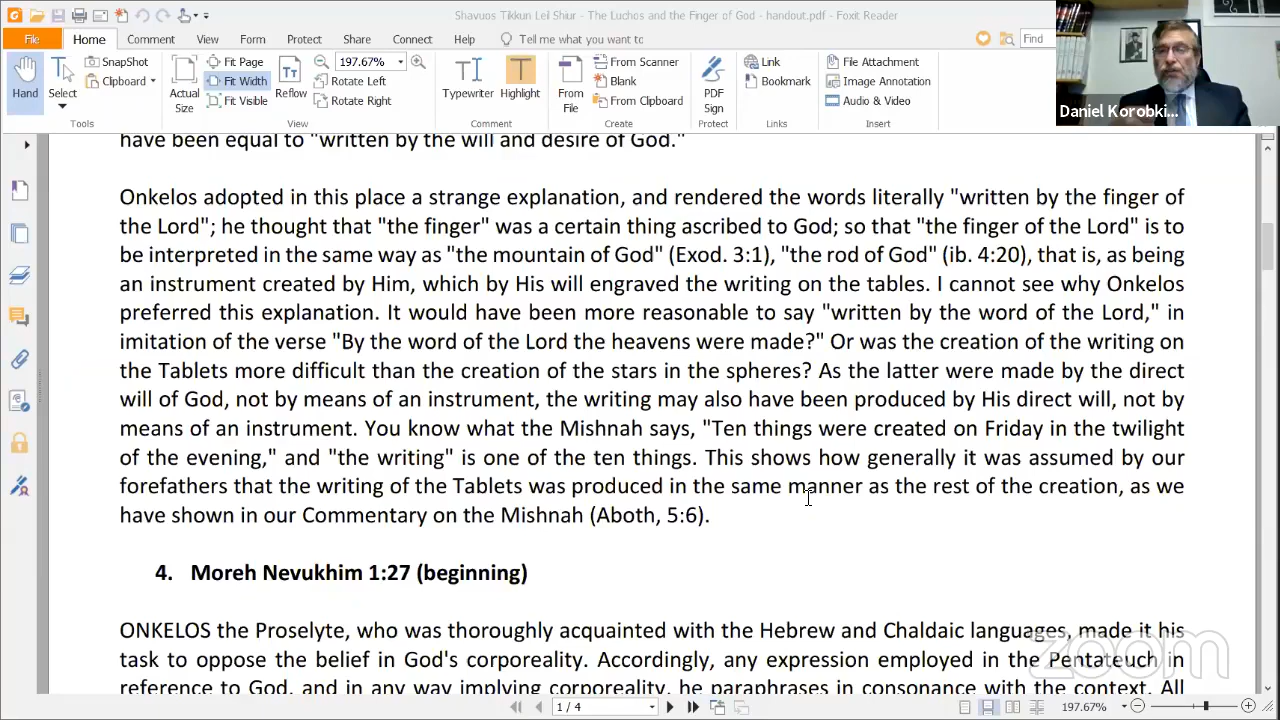 Shavuos Tikkun Leil Shiur - The Luchos and the Finger of God - handout.pdf - Foxit Reader
File Home Comment View Form Protect Connect Help Tell me what you want to Find
SnapShot Fit Page 197.67% Typewriter Highlight From Scanner Link File Attachment
Clipboard Fit Width Rotate Left Blank Bookmark Image Annotation
Hand Select Actual Size Fit Visible Reflow Rotate Right From File From Clipboard PDF Sign Audio & Video
Tools View Comment Create Protect Links Insert
Daniel Korobki...
have been equal to "written by the will and desire of God."
Onkelos adopted in this place a strange explanation, and rendered the words literally "written by the finger of
the Lord"; he thought that "the finger" was a certain thing ascribed to God; so that "the finger of the Lord" is to
be interpreted in the same way as "the mountain of God" (Exod. 3:1), "the rod of God" (ib. 4:20), that is, as being
an instrument created by Him, which by His will engraved the writing on the tables. I cannot see why Onkelos
preferred this explanation. It would have been more reasonable to say "written by the word of the Lord," in
imitation of the verse "By the word of the Lord the heavens were made?" Or was the creation of the writing on
the Tablets more difficult than the creation of the stars in the spheres? As the latter were made by the direct
will of God, not by means of an instrument, the writing may also have been produced by His direct will, not by
means of an instrument. You know what the Mishnah says, "Ten things were created on Friday in the twilight
of the evening," and "the writing" is one of the ten things. This shows how generally it was assumed by our
forefathers that the writing of the Tablets was produced in the same manner as the rest of the creation, as we
have shown in our Commentary on the Mishnah (Aboth, 5:6).
4. Moreh Nevukhim 1:27 (beginning)
ONKELOS the Proselyte, who was thoroughly acquainted with the Hebrew and Chaldaic languages, made it his
task to oppose the belief in God's corporeality. Accordingly, any expression employed in the Pentateuch in
reference to God, and in any way implying corporeality, he paraphrases in consonance with the context. All
zoom
1 / 4 197.67%